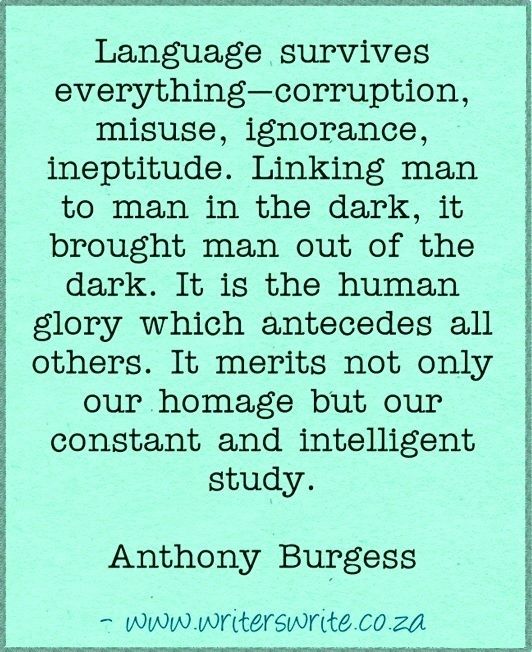 Language survives
everything—corruption,
misuse, ignorance,
ineptitude. Linking man
to man in the dark, it
brought man out of the
dark. It is the human
glory which antecedes all
others. It merits not only
our homage but our
constant and intelligent
study.
Anthony Burgess
- www.writerswrite.co.za